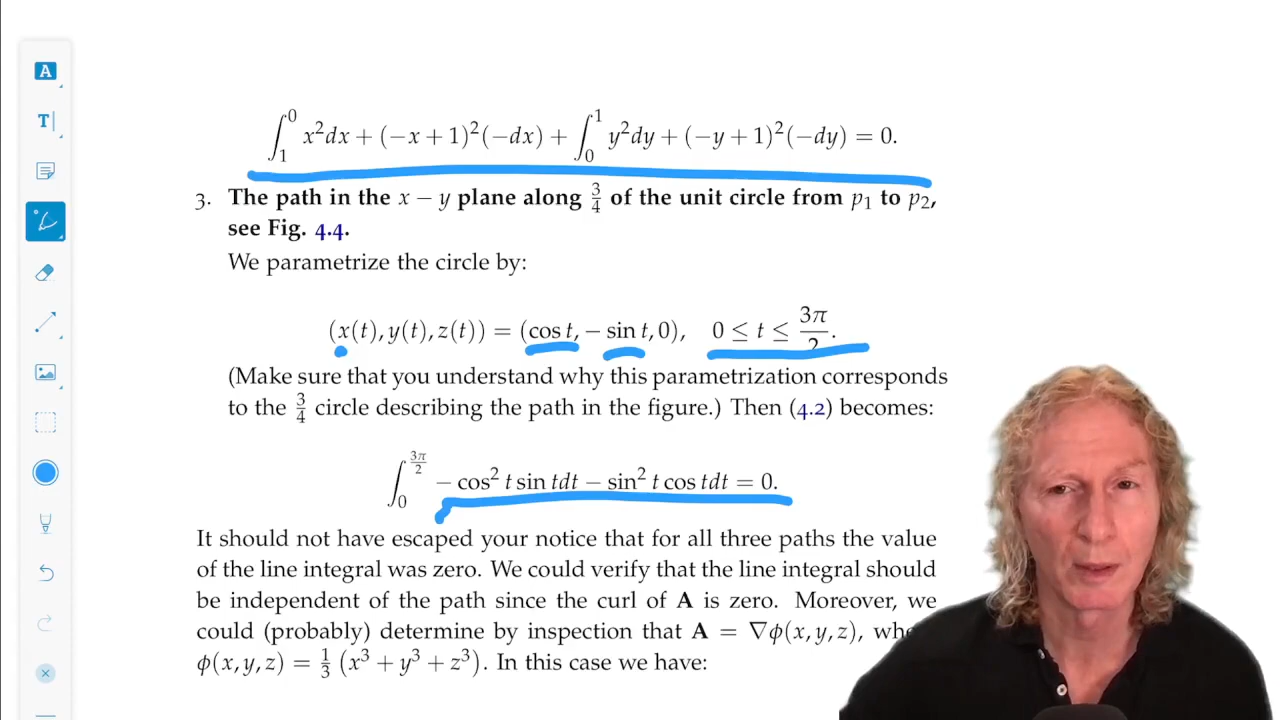 A
T
∫₁⁰ x²dx + (−x + 1)²(−dx) + ∫₀¹ y²dy + (−y + 1)²(−dy) = 0.
3. The path in the x − y plane along 3/4 of the unit circle from p₁ to p₂,
see Fig. 4.4.
We parametrize the circle by:
(x(t), y(t), z(t)) = (cos t, − sin t, 0), 0 ≤ t ≤ 3π/2.
(Make sure that you understand why this parametrization corresponds
to the 3/4 circle describing the path in the figure.) Then (4.2) becomes:
∫₀^{3π/2} − cos² t sin tdt − sin² t cos tdt = 0.
It should not have escaped your notice that for all three paths the value
of the line integral was zero. We could verify that the line integral should
be independent of the path since the curl of A is zero. Moreover, we
could (probably) determine by inspection that A = ∇ϕ(x, y, z),
ϕ(x, y, z) = 1/3 (x³ + y³ + z³). In this case we have: